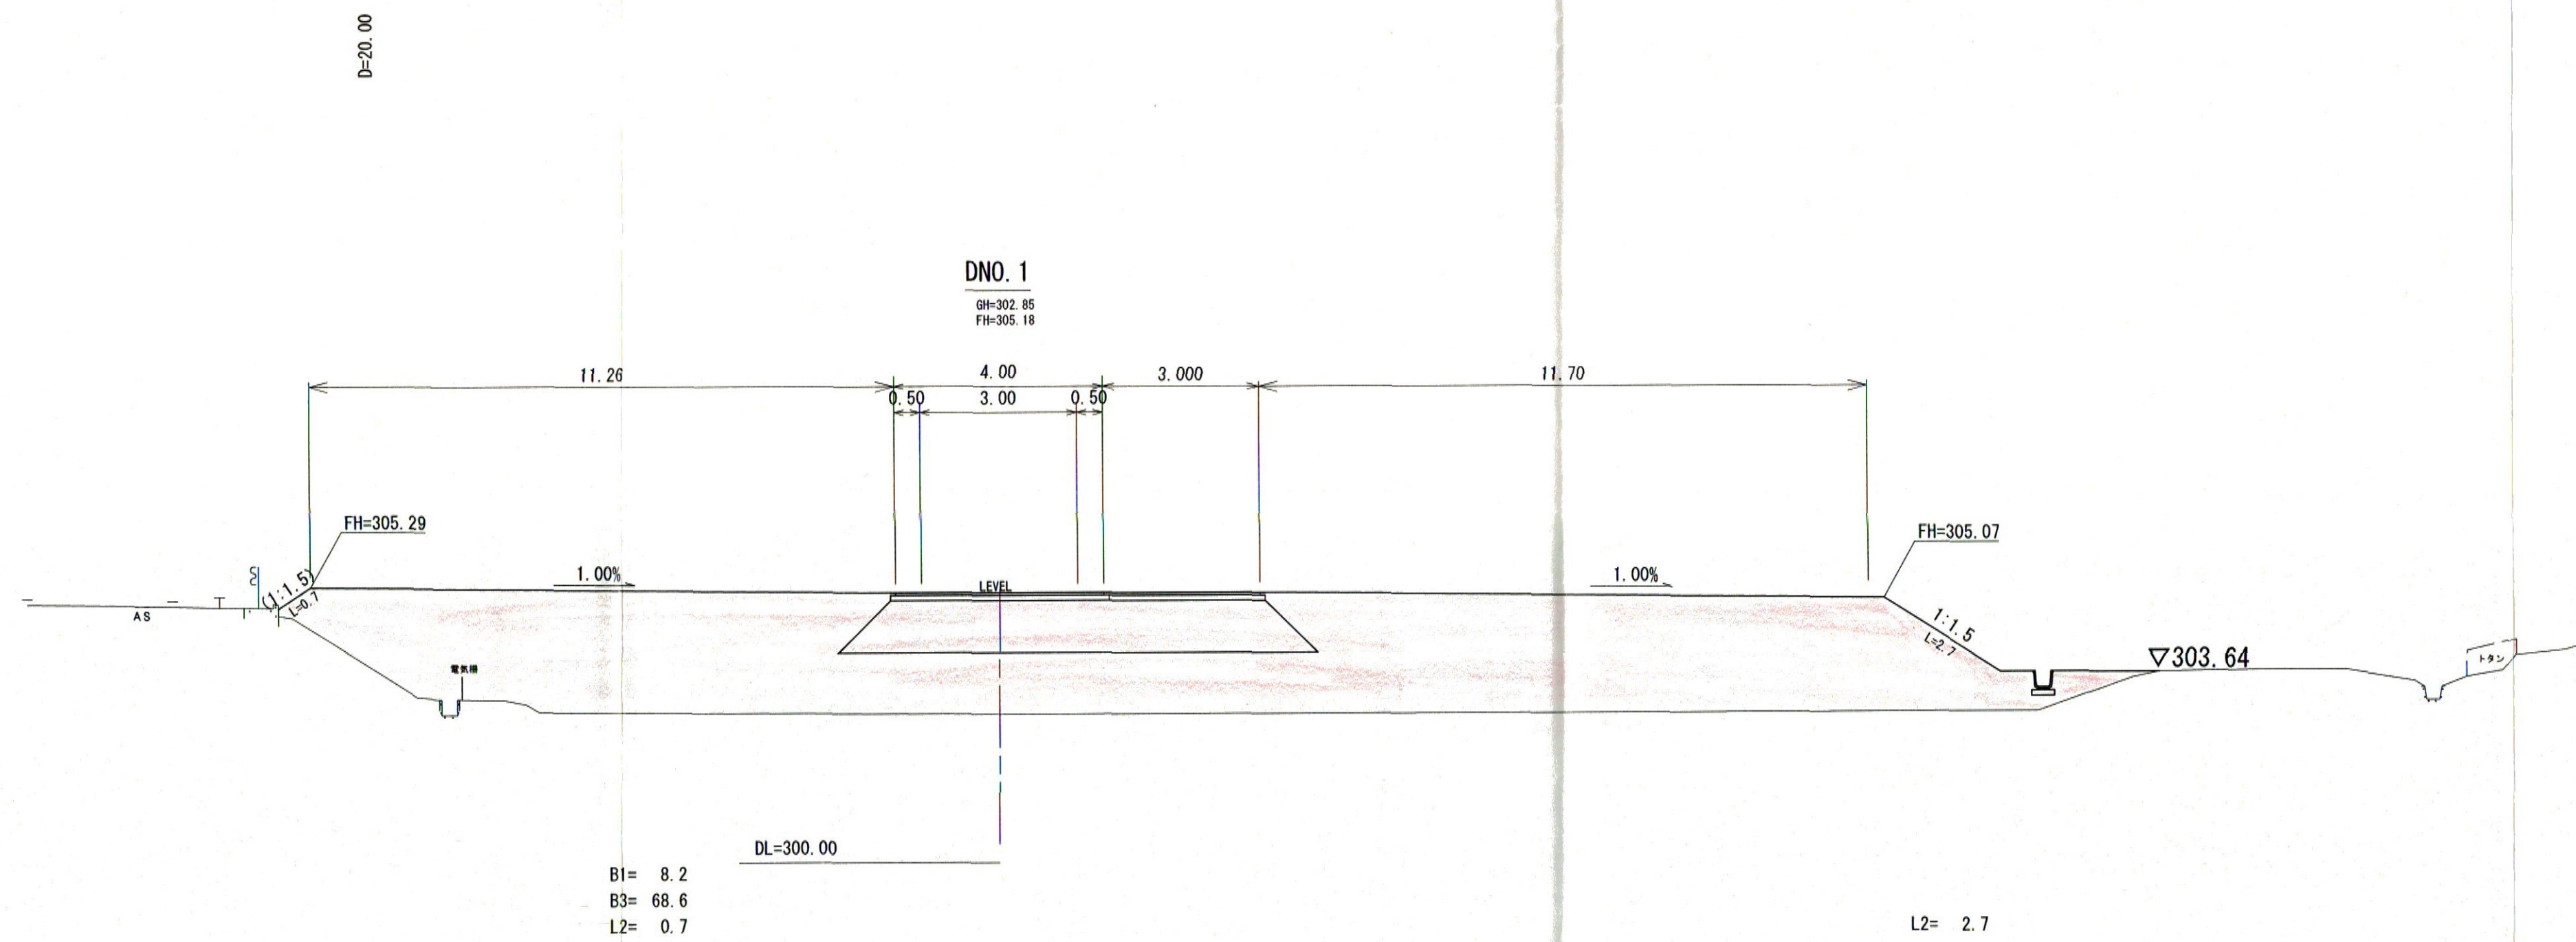 D=20.00
DNO. 1
GH=302.85
FH=305.18
11.26
4.00
3.000
11.70
0.50
3.00
0.50
FH=305.29
FH=305.07
(1:1.5)
L=0.7
1.00%
LEVEL
1.00%
1:1.5
L=2.7
AS
▽303.64
トタン
DL=300.00
B1= 8.2
B3= 68.6
L2= 0.7
L2= 2.7